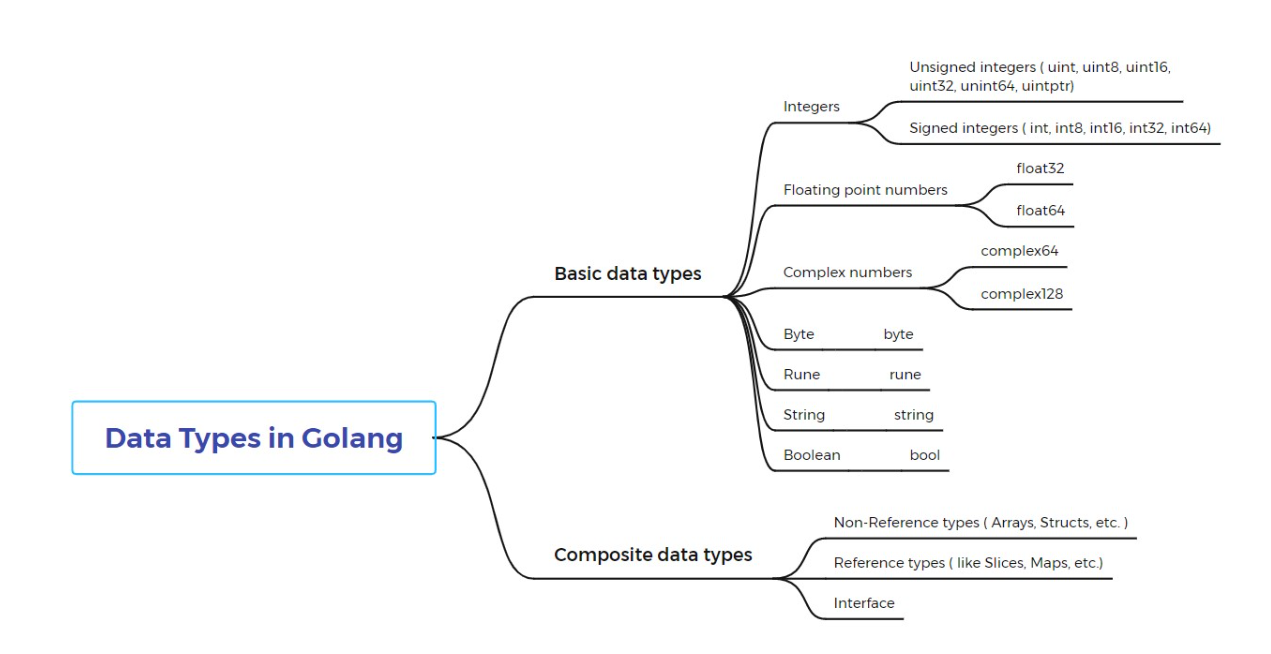 Unsigned integers ( uint, uint8, uint16,
uint32, unint64, uintptr)
Integers
Signed integers ( int, int8, int16, int32, int64)
float32
Floating point numbers
float64
complex64
Basic data types
Complex numbers
complex128
Byte byte
Rune rune
String string
Data Types in Golang
Boolean bool
Non-Reference types ( Arrays, Structs, etc. )
Composite data types
Reference types ( like Slices, Maps, etc.)
Interface